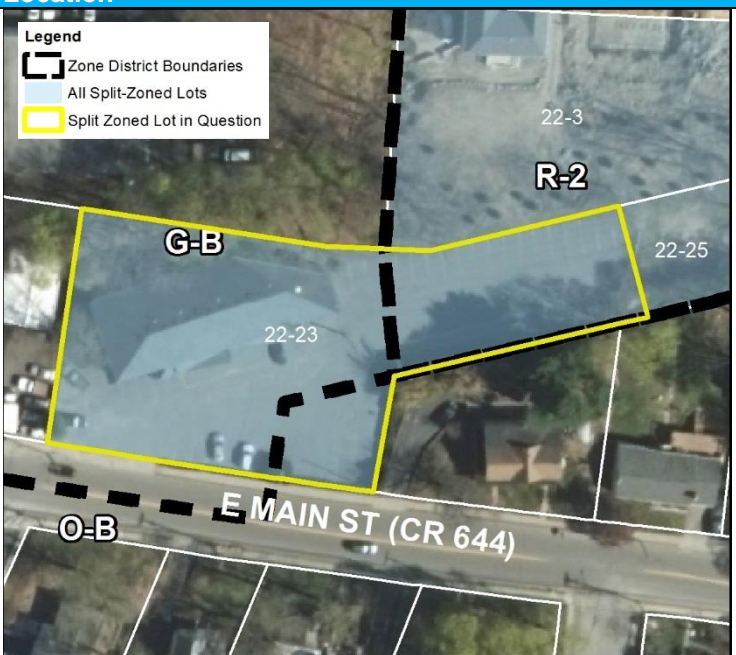 Location
Legend
Zone District Boundaries
All Split-Zoned Lots
Split Zoned Lot in Question
22-3
R-2
G-B
22-25
22-23
E MAIN ST (CR 644)
O-B